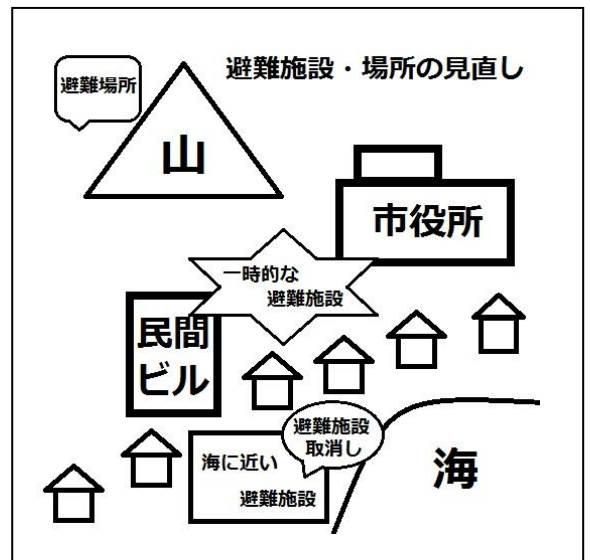 避難施設・場所の見直し
避難場所
山
市役所
一時的な
避難施設
民間
ビル
避難施設
取消し
海に近い
避難施設
海